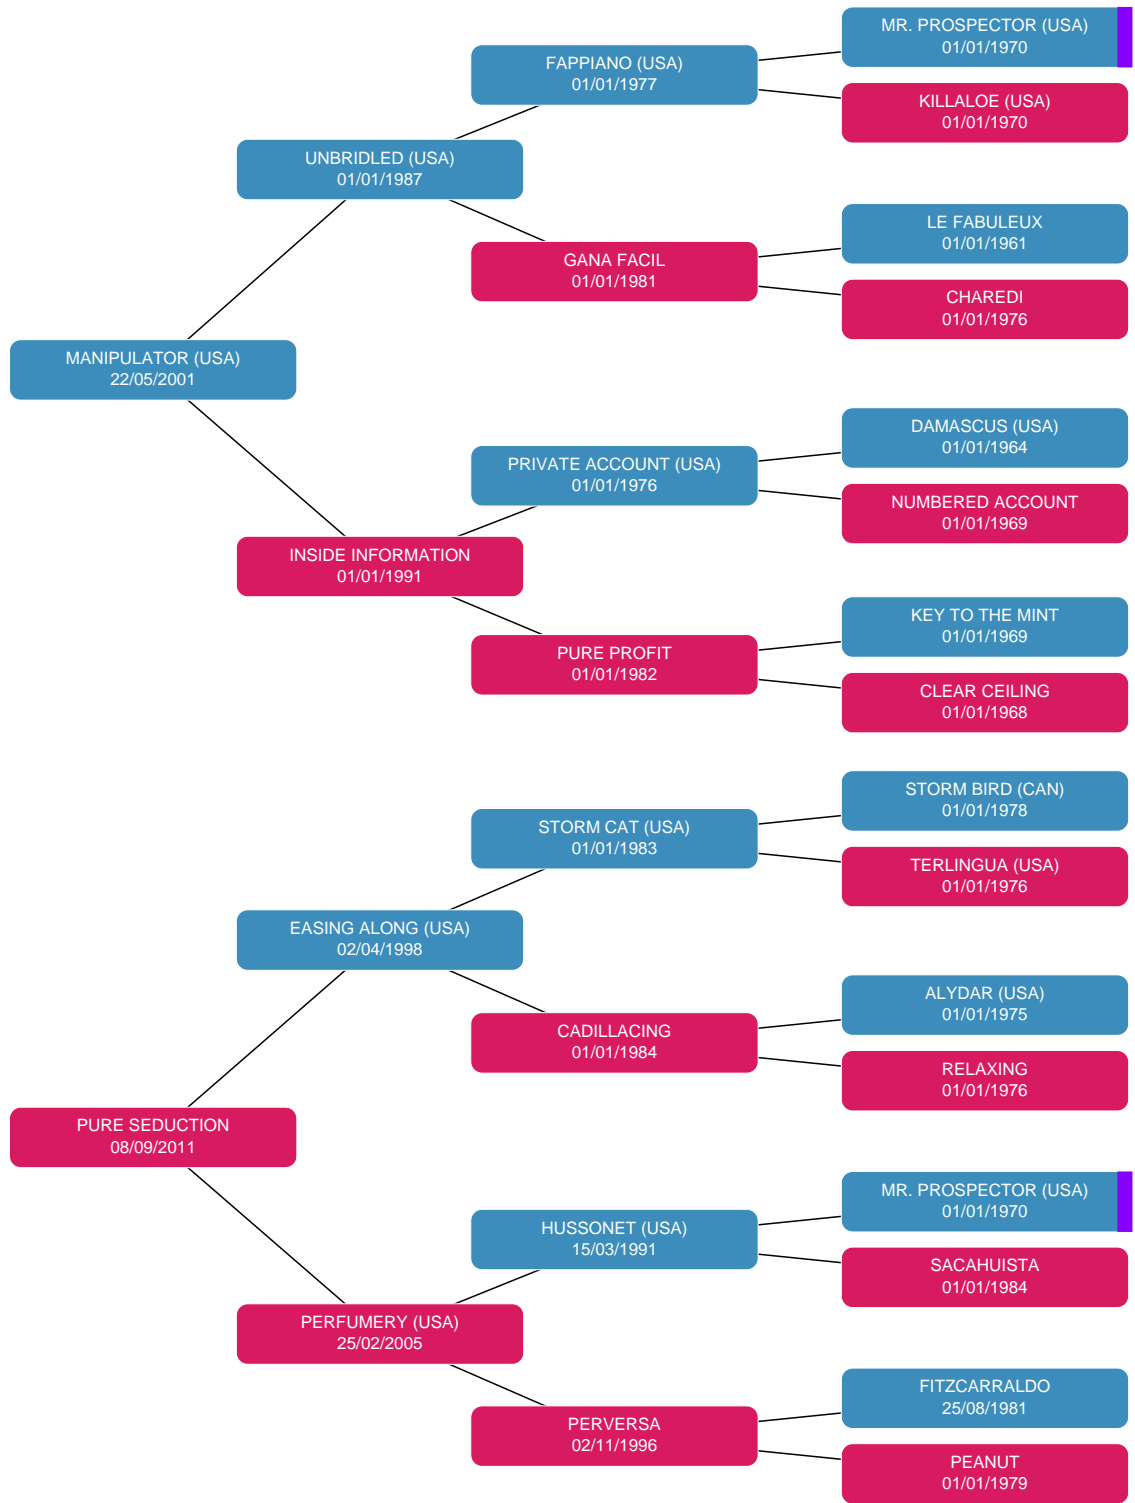 MR. PROSPECTOR (USA)
01/01/1970
FAPPIANO (USA)
01/01/1977
KILLALOE (USA)
01/01/1970
UNBRIDLED (USA)
01/01/1987
LE FABULEUX
01/01/1961
GANA FACIL
01/01/1981
CHAREDI
01/01/1976
MANIPULATOR (USA)
22/05/2001
DAMASCUS (USA)
01/01/1964
PRIVATE ACCOUNT (USA)
01/01/1976
NUMBERED ACCOUNT
01/01/1969
INSIDE INFORMATION
01/01/1991
KEY TO THE MINT
01/01/1969
PURE PROFIT
01/01/1982
CLEAR CEILING
01/01/1968
STORM BIRD (CAN)
01/01/1978
STORM CAT (USA)
01/01/1983
TERLINGUA (USA)
01/01/1976
EASING ALONG (USA)
02/04/1998
ALYDAR (USA)
01/01/1975
CADILLACING
01/01/1984
RELAXING
01/01/1976
PURE SEDUCTION
08/09/2011
MR. PROSPECTOR (USA)
01/01/1970
HUSSONET (USA)
15/03/1991
SACAHUISTA
01/01/1984
PERFUMERY (USA)
25/02/2005
FITZCARRALDO
25/08/1981
PERVERSA
02/11/1996
PEANUT
01/01/1979